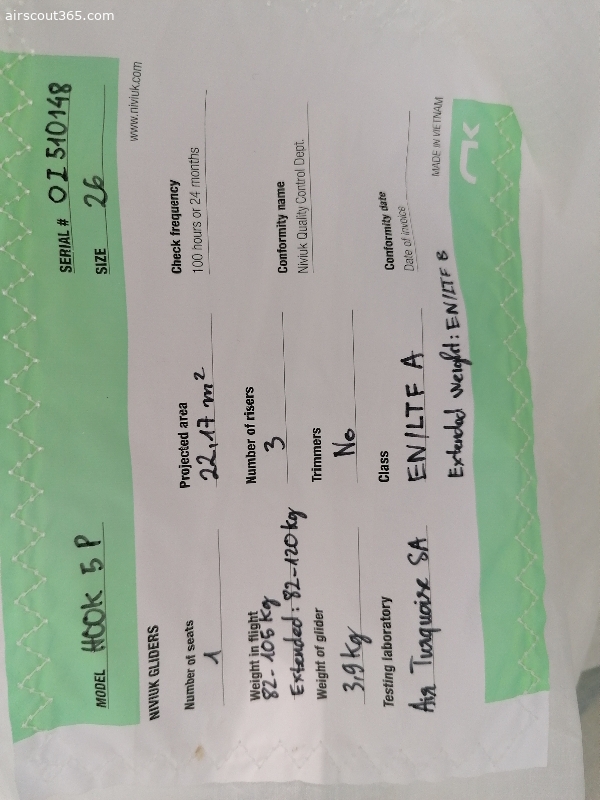 airscout365.com
MODEL HOOK 5 P
SERIAL # OI510148
SIZE 26
NIVIUK GLIDERS
www.niviuk.com
Number of seats
1
Projected area
22,17 m²
Check frequency
100 hours or 24 months
Weight in flight
82-105 kg
Extended: 82-120 kg
Number of risers
3
Conformity name
Niviuk Quality Control Dept.
Weight of glider
3,9 kg
Trimmers
No
Conformity date
Date of invoice
Testing laboratory
Air Turquoise SA
Class
EN/LTF A
Extended weight: EN/LTF B
MADE IN VIETNAM